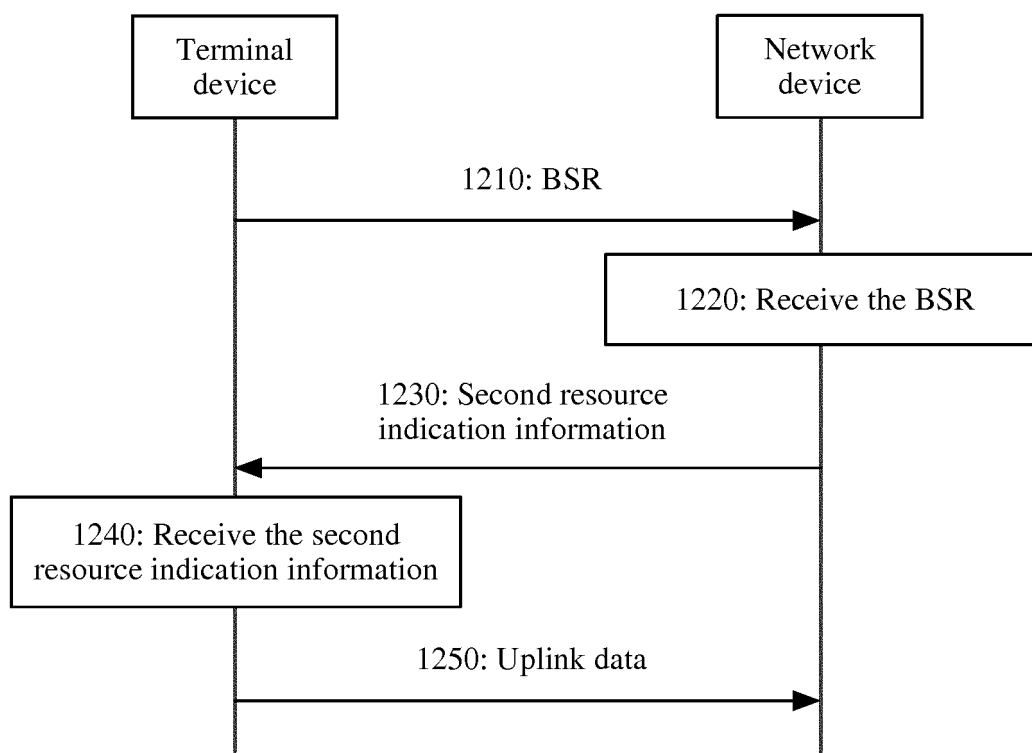 Terminal
device
Network
device
1210: BSR
1220: Receive the BSR
1230: Second resource
indication information
1240: Receive the second
resource indication information
1250: Uplink data